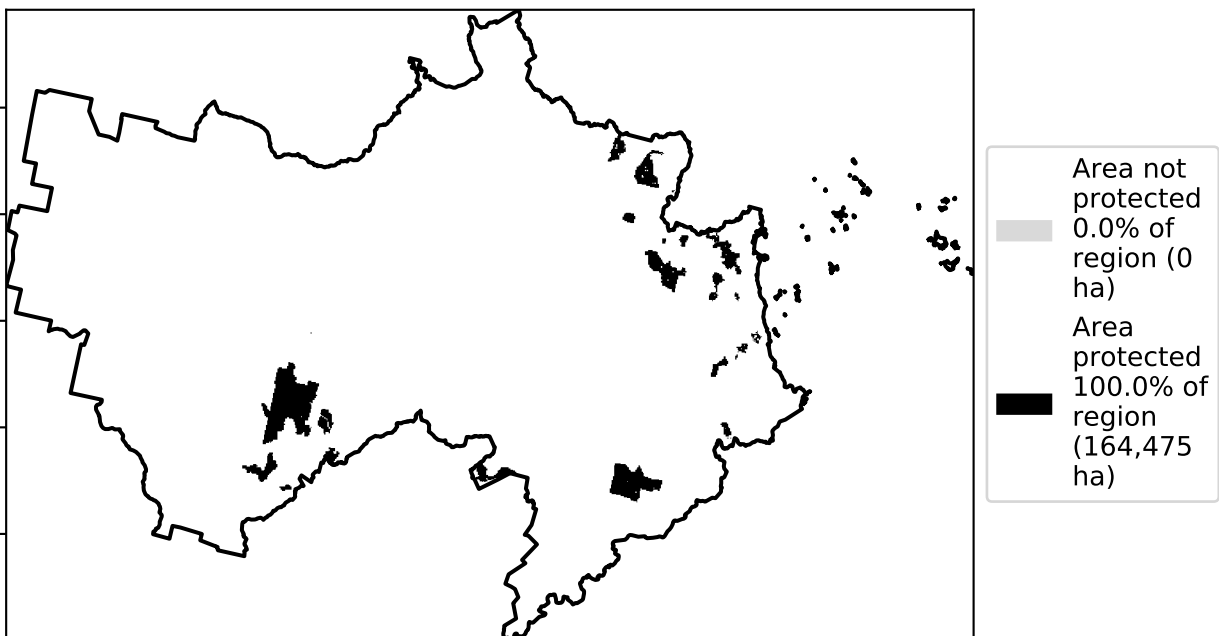 Area not
protected
0.0% of
region (0
ha)
Area
protected
100.0% of
region
(164,475
ha)